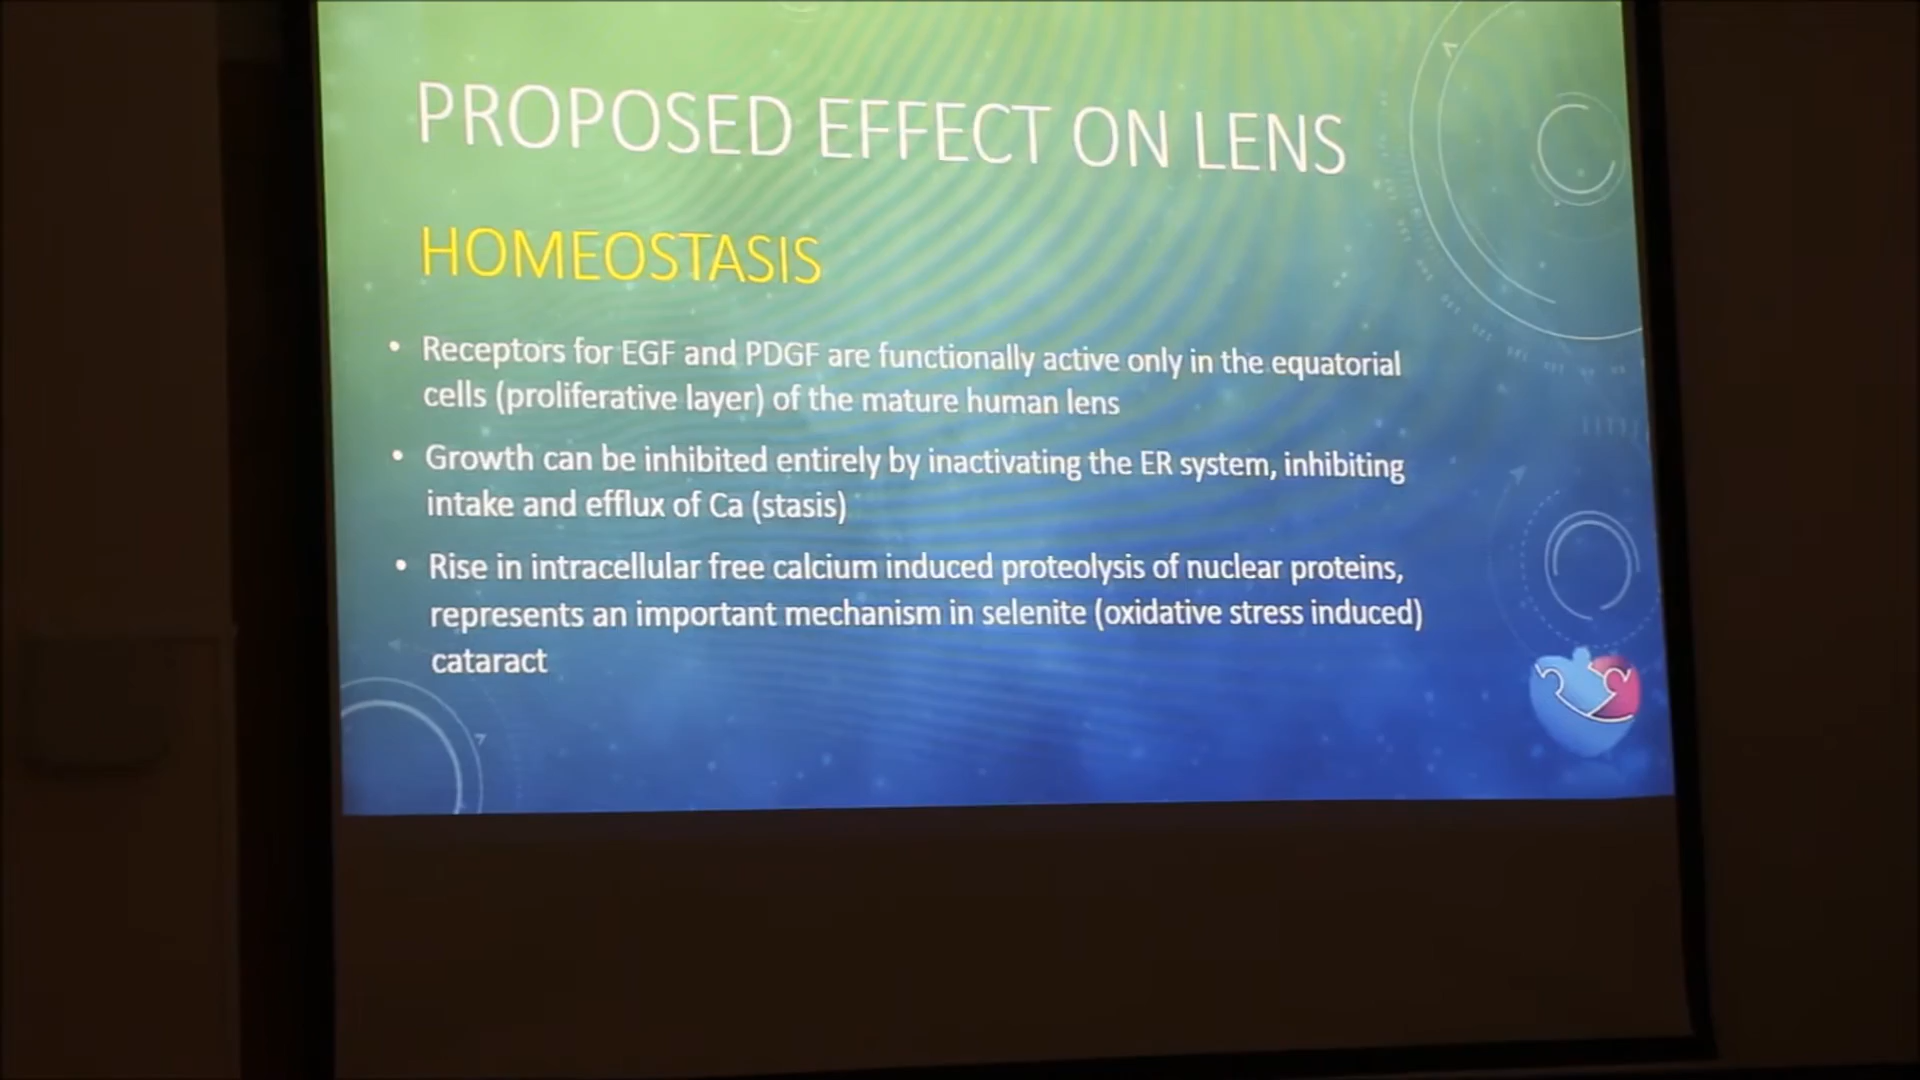 PROPOSED EFFECT ON LENS
HOMEOSTASIS
• Receptors for EGF and PDGF are functionally active only in the equatorial
cells (proliferative layer) of the mature human lens
• Growth can be inhibited entirely by inactivating the ER system, inhibiting
intake and efflux of Ca (stasis)
• Rise in intracellular free calcium induced proteolysis of nuclear proteins,
represents an important mechanism in selenite (oxidative stress induced)
cataract